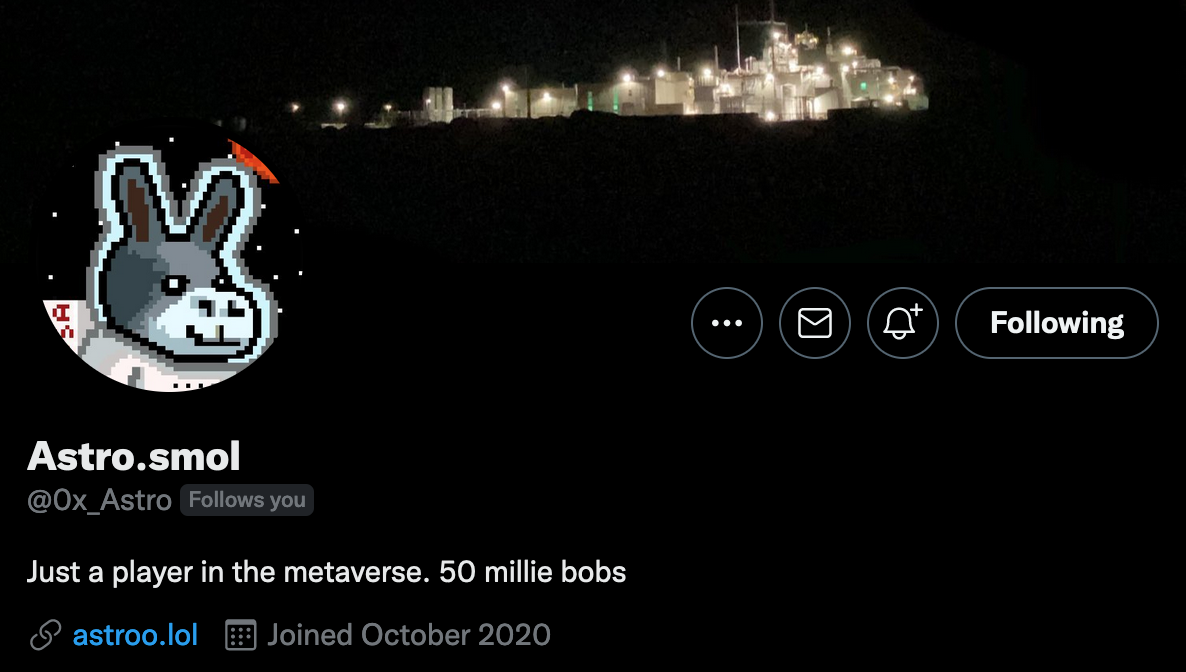 Following
Astro.smol
@0x_Astro Follows you
Just a player in the metaverse. 50 millie bobs
astroo.lol Joined October 2020